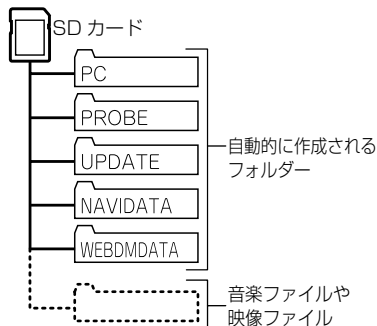 SD カード
PC
PROBE
UPDATE
NAVIDATA
WEBDMDATA
自動的に作成される
フォルダー
音楽ファイルや
映像ファイル